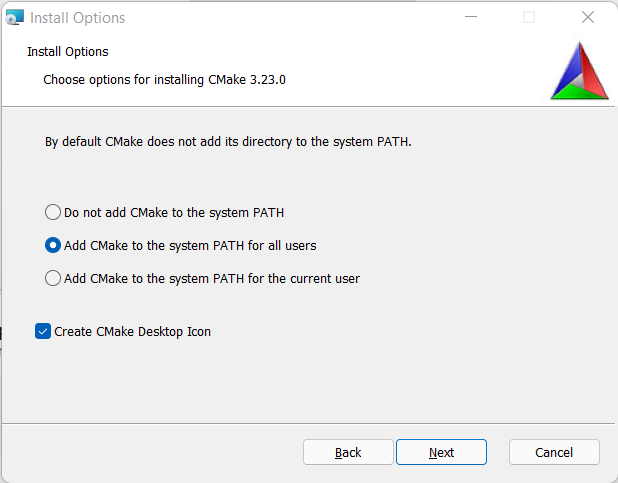 Install Options
Install Options
Choose options for installing CMake 3.23.0
By default CMake does not add its directory to the system PATH.
Do not add CMake to the system PATH
Add CMake to the system PATH for all users
Add CMake to the system PATH for the current user
Create CMake Desktop Icon
Back
Next
Cancel